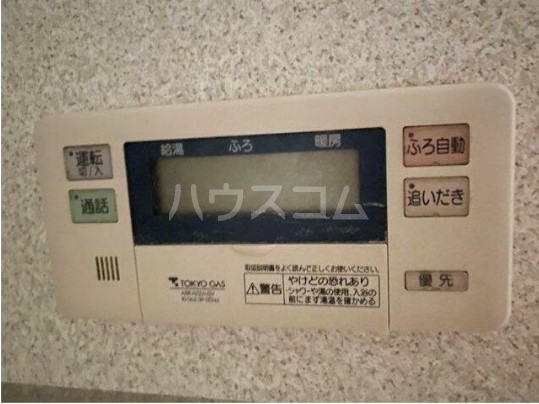 給湯 ふろ 暖房
運転
切/入
通話
ハウスコム
ふろ自動
追いだき
優先
TOKYO GAS
取扱説明書をよく読んで正しくお使いください。
警告
やけどの恐れあり
シャワーや湯の使用、入浴の
前にまず湯温を確かめる